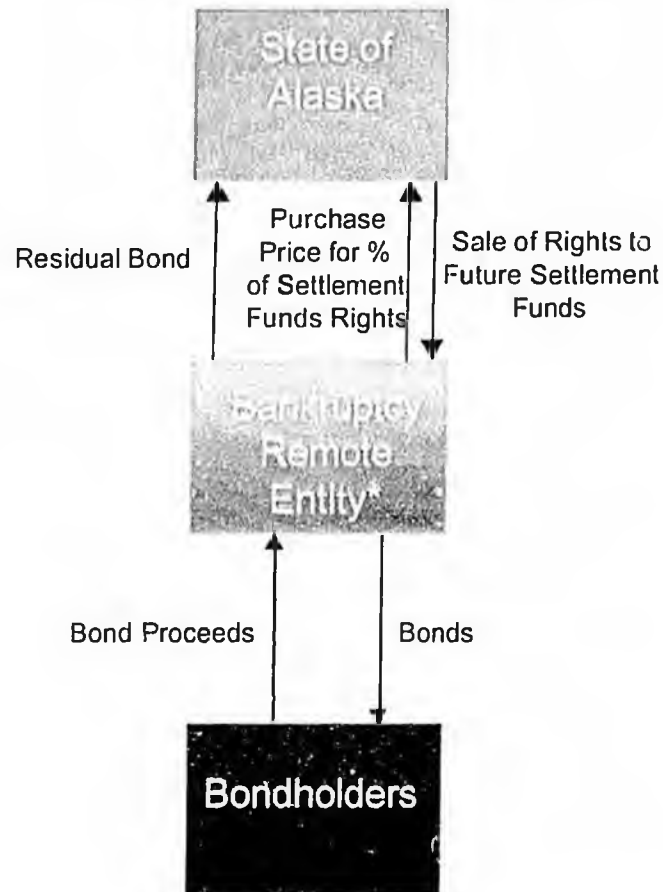 State of
Alaska
Residual Bond
Purchase
Price for %
of Settlement
Funds Rights
Sale of Rights to
Future Settlement
Funds
Bankruptcy
Remote
Entity*
Bond Proceeds
Bonds
Bondholders